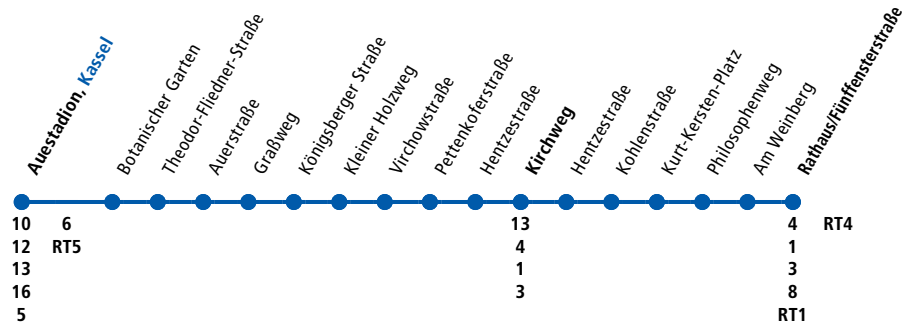 Auestadion, Kassel
Botanischer Garten
Theodor-Fliedner-Straße
Auerstraße
Graßweg
Königsberger Straße
Kleiner Holzweg
Virchowstraße
Pettenkoferstraße
Hentzestraße
Kirchweg
Hentzestraße
Kohlenstraße
Kurt-Kersten-Platz
Philosophenweg
Am Weinberg
Rathaus/Fünffensterstraße
10 6 13 4 RT4
12 RT5 4 1
13 1 3
16 3 8
5 RT1